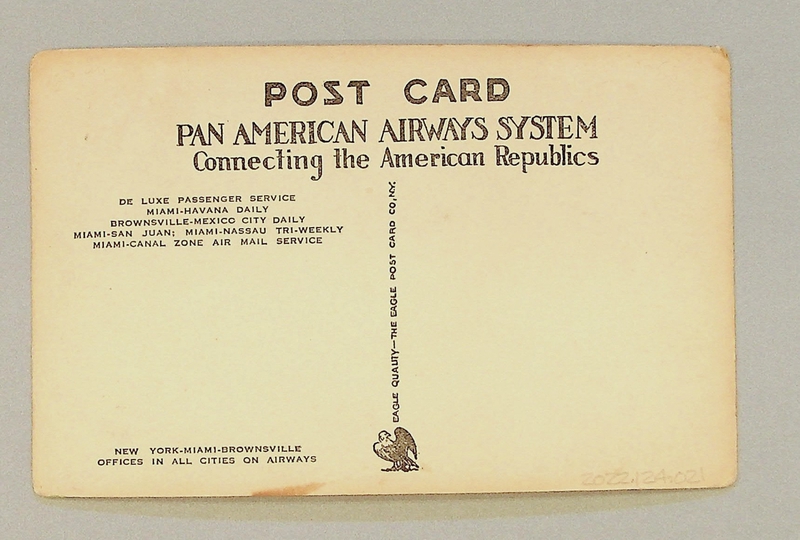 POST CARD
PAN AMERICAN AIRWAYS SYSTEM
Connecting the American Republics
DE LUXE PASSENGER SERVICE
MIAMI-HAVANA DAILY
BROWNSVILLE-MEXICO CITY DAILY
MIAMI-SAN JUAN; MIAMI-NASSAU TRI-WEEKLY
MIAMI-CANAL ZONE AIR MAIL SERVICE
EAGLE QUALITY—THE EAGLE POST CARD CO., N.Y.
NEW YORK-MIAMI-BROWNSVILLE
OFFICES IN ALL CITIES ON AIRWAYS
2022.124.021